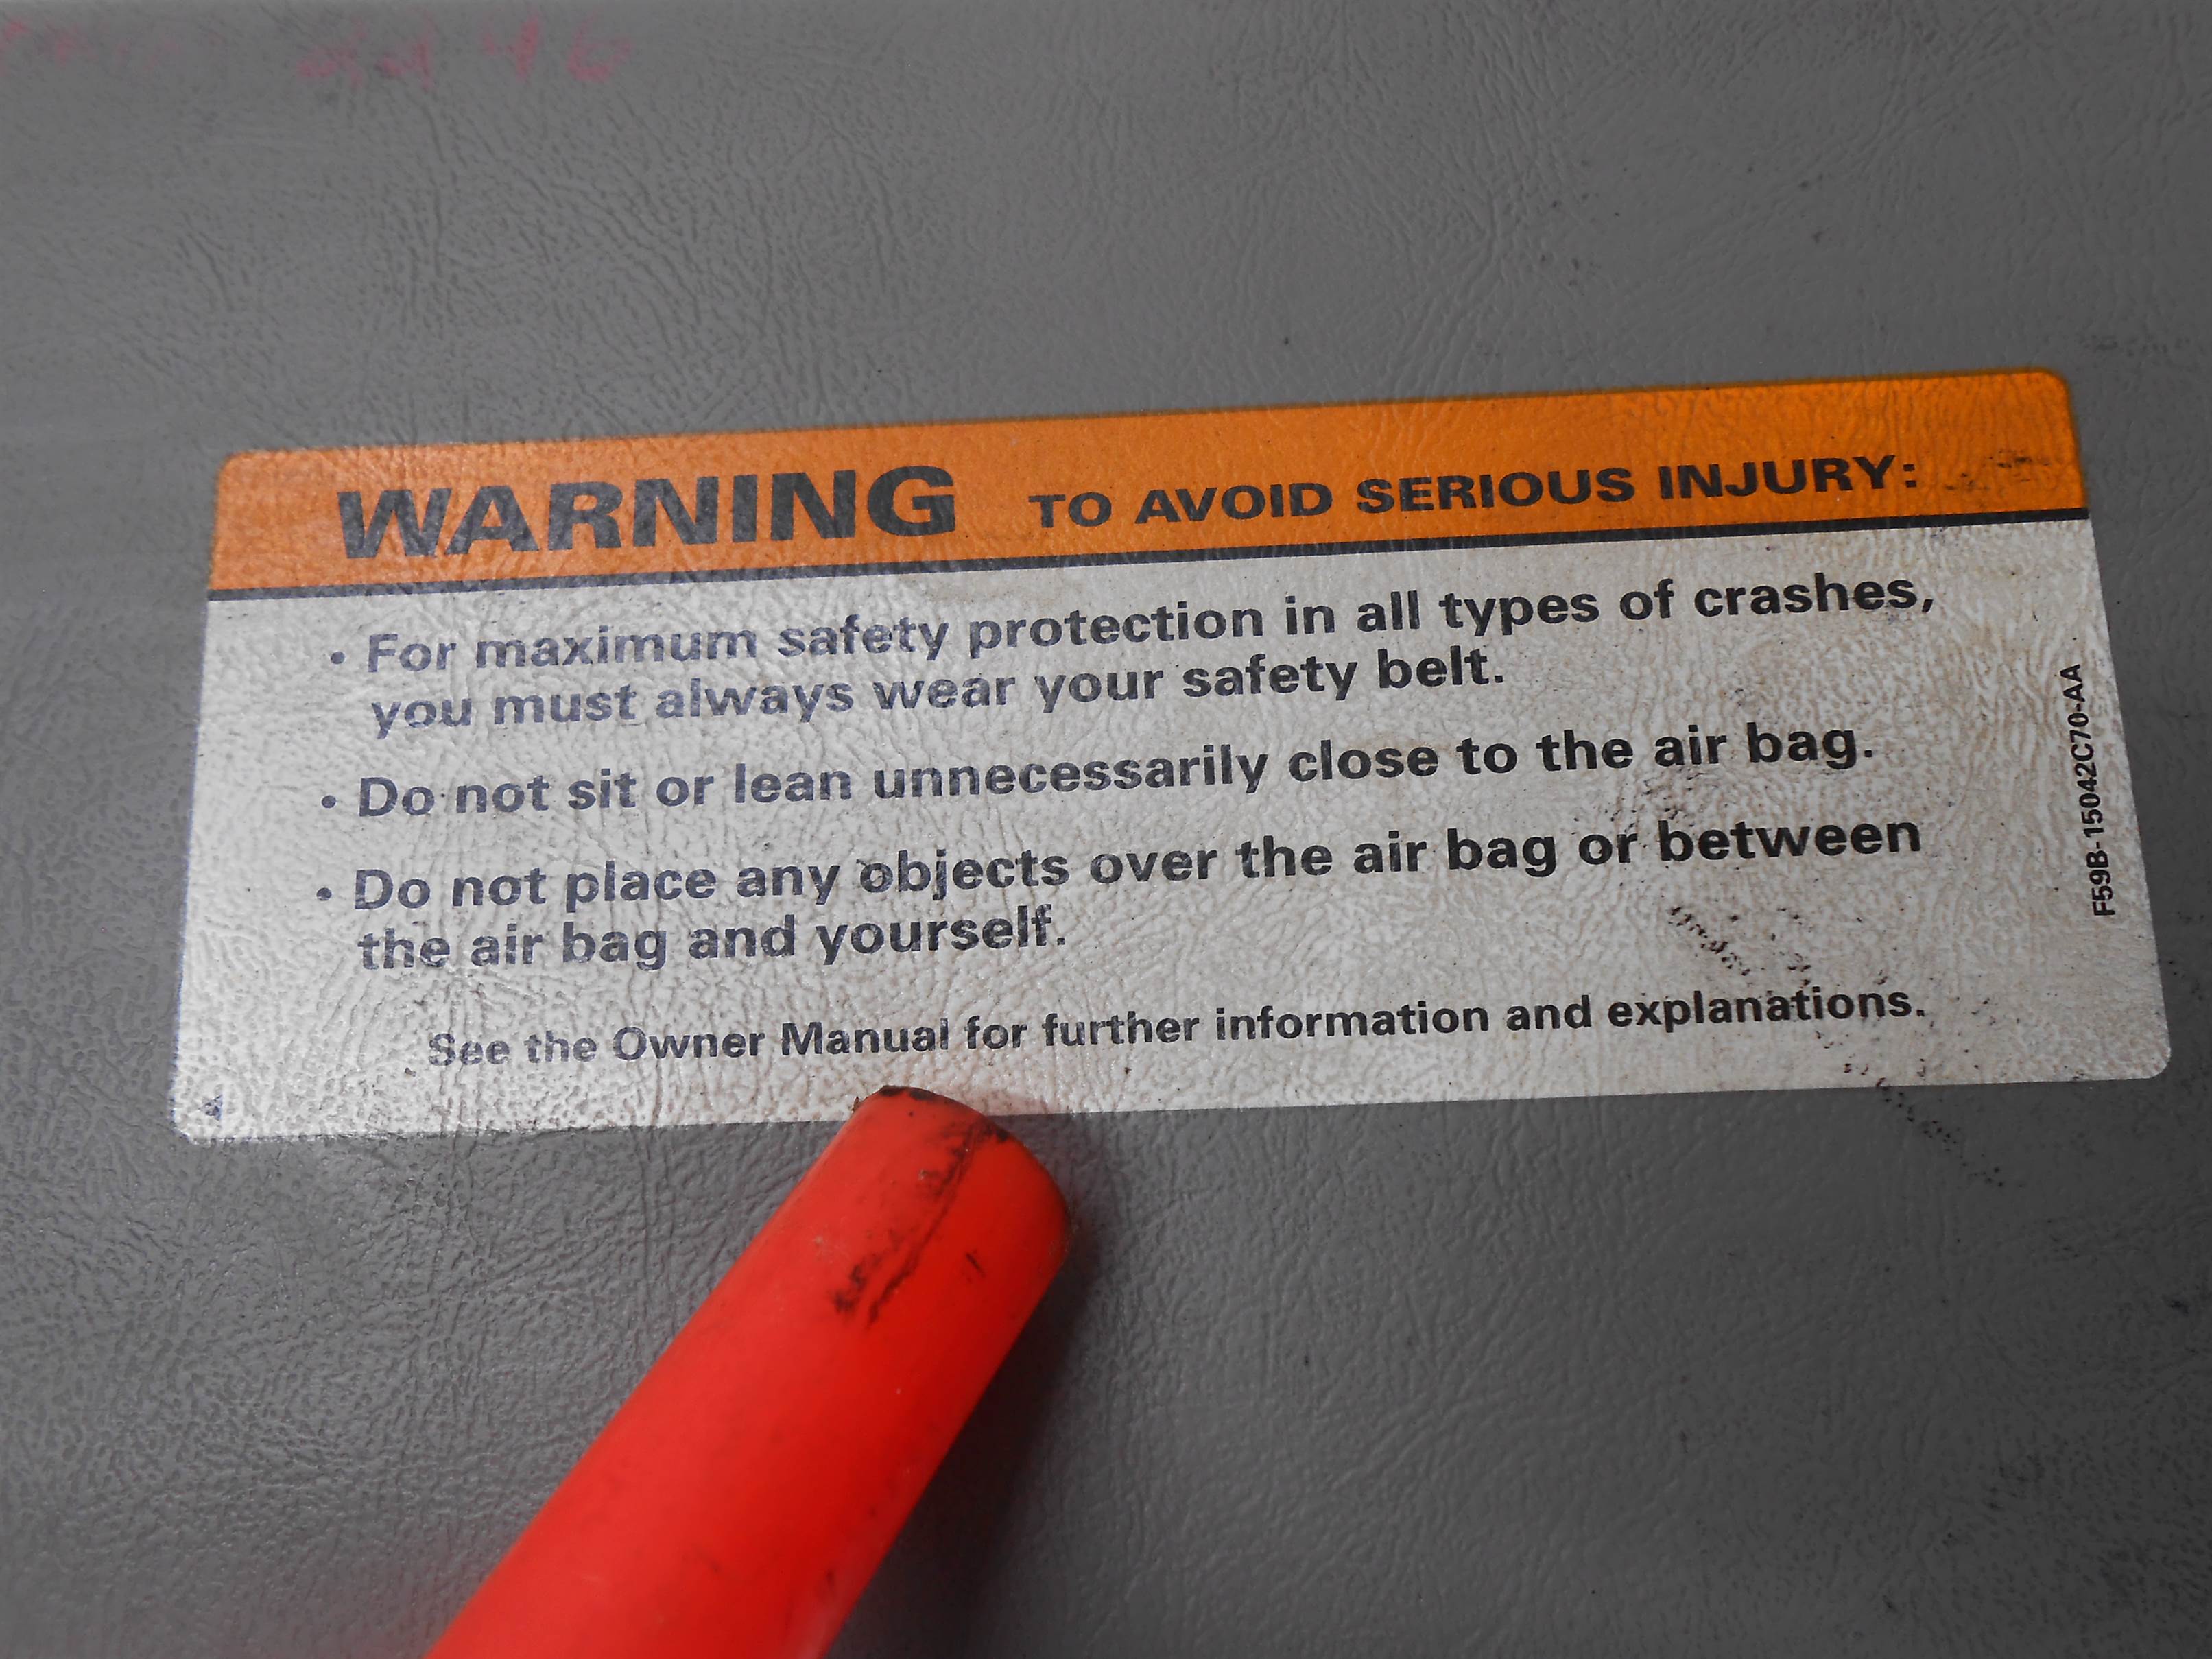 WARNING TO AVOID SERIOUS INJURY:
• For maximum safety protection in all types of crashes,
you must always wear your safety belt.
• Do not sit or lean unnecessarily close to the air bag.
• Do not place any objects over the air bag or between
the air bag and yourself.
See the Owner Manual for further information and explanations.
F59B-15042C70-AA